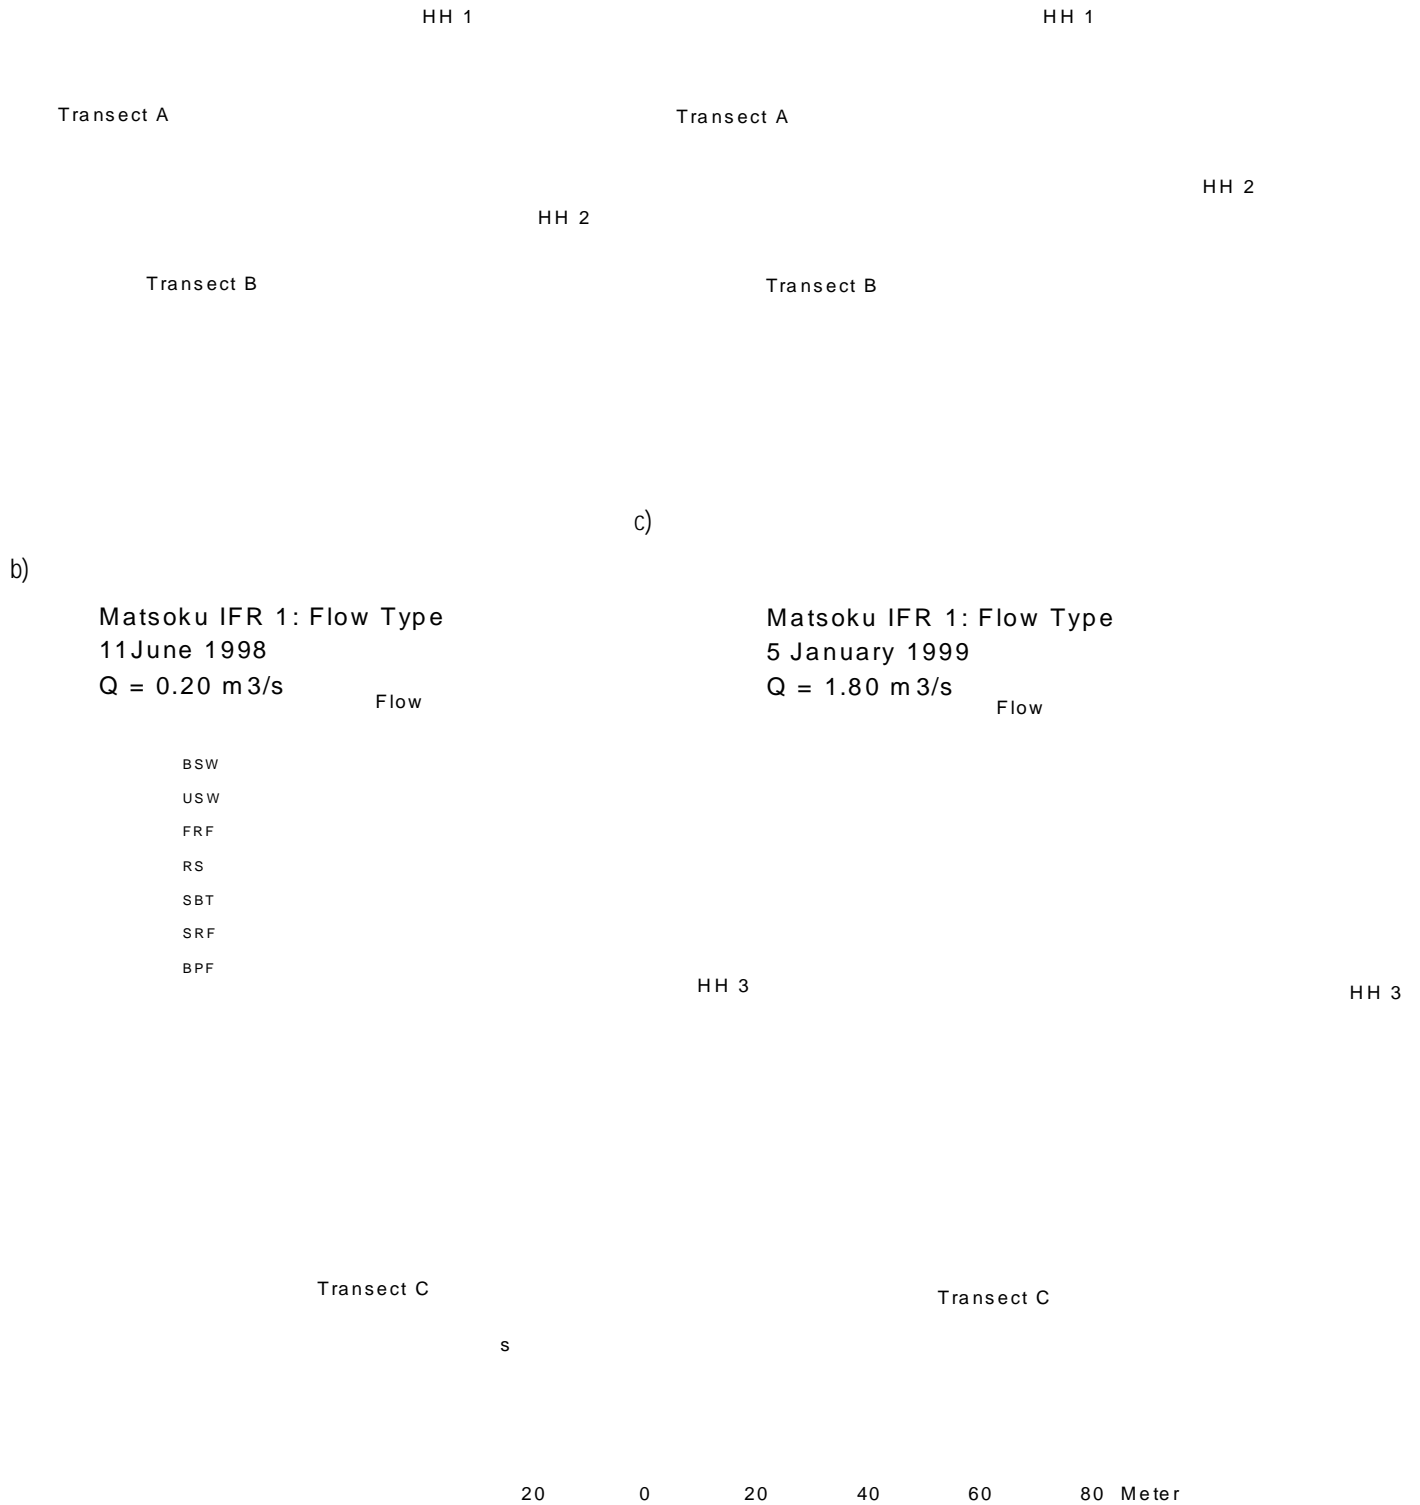 HH 1
HH 1
Transect A
Transect A
HH 2
HH 2
Transect B
Transect B
c)
b)
Matsoku IFR 1: Flow Type
11June 1998
Q = 0.20 m3/s
Flow
Matsoku IFR 1: Flow Type
5 January 1999
Q = 1.80 m3/s
Flow
BSW
USW
FRF
RS
SBT
SRF
BPF
HH 3
HH 3
Transect C
Transect C
s
20 0 20 40 60 80 Meter